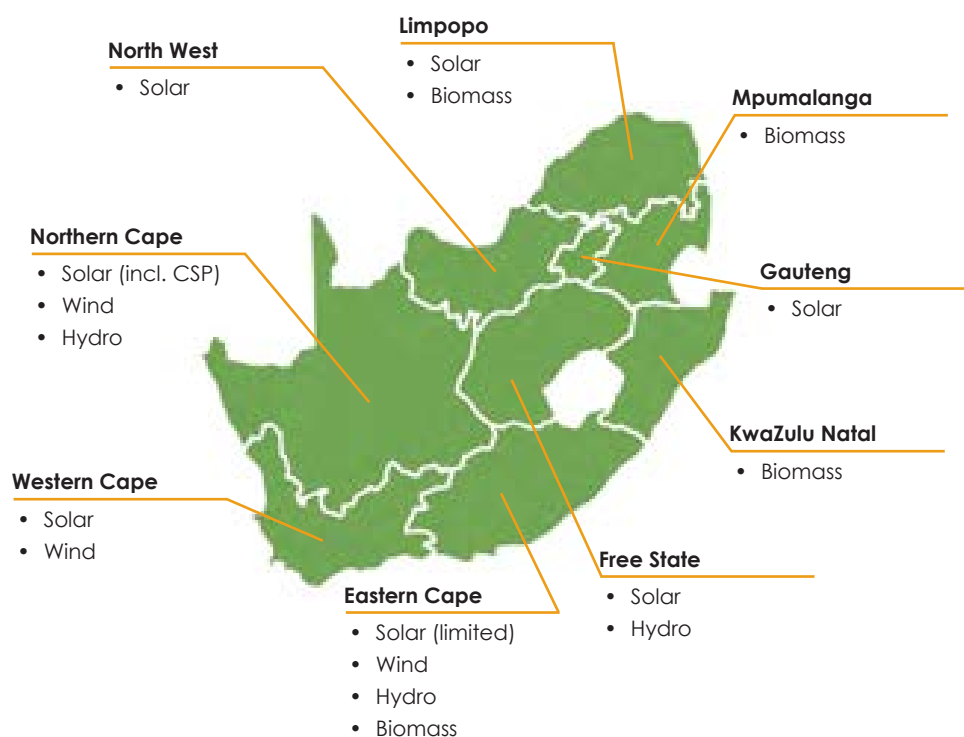 Limpopo
• Solar
• Biomass
North West
• Solar
Mpumalanga
• Biomass
Northern Cape
• Solar (incl. CSP)
• Wind
• Hydro
Gauteng
• Solar
KwaZulu Natal
• Biomass
Western Cape
• Solar
• Wind
Free State
• Solar
• Hydro
Eastern Cape
• Solar (limited)
• Wind
• Hydro
• Biomass